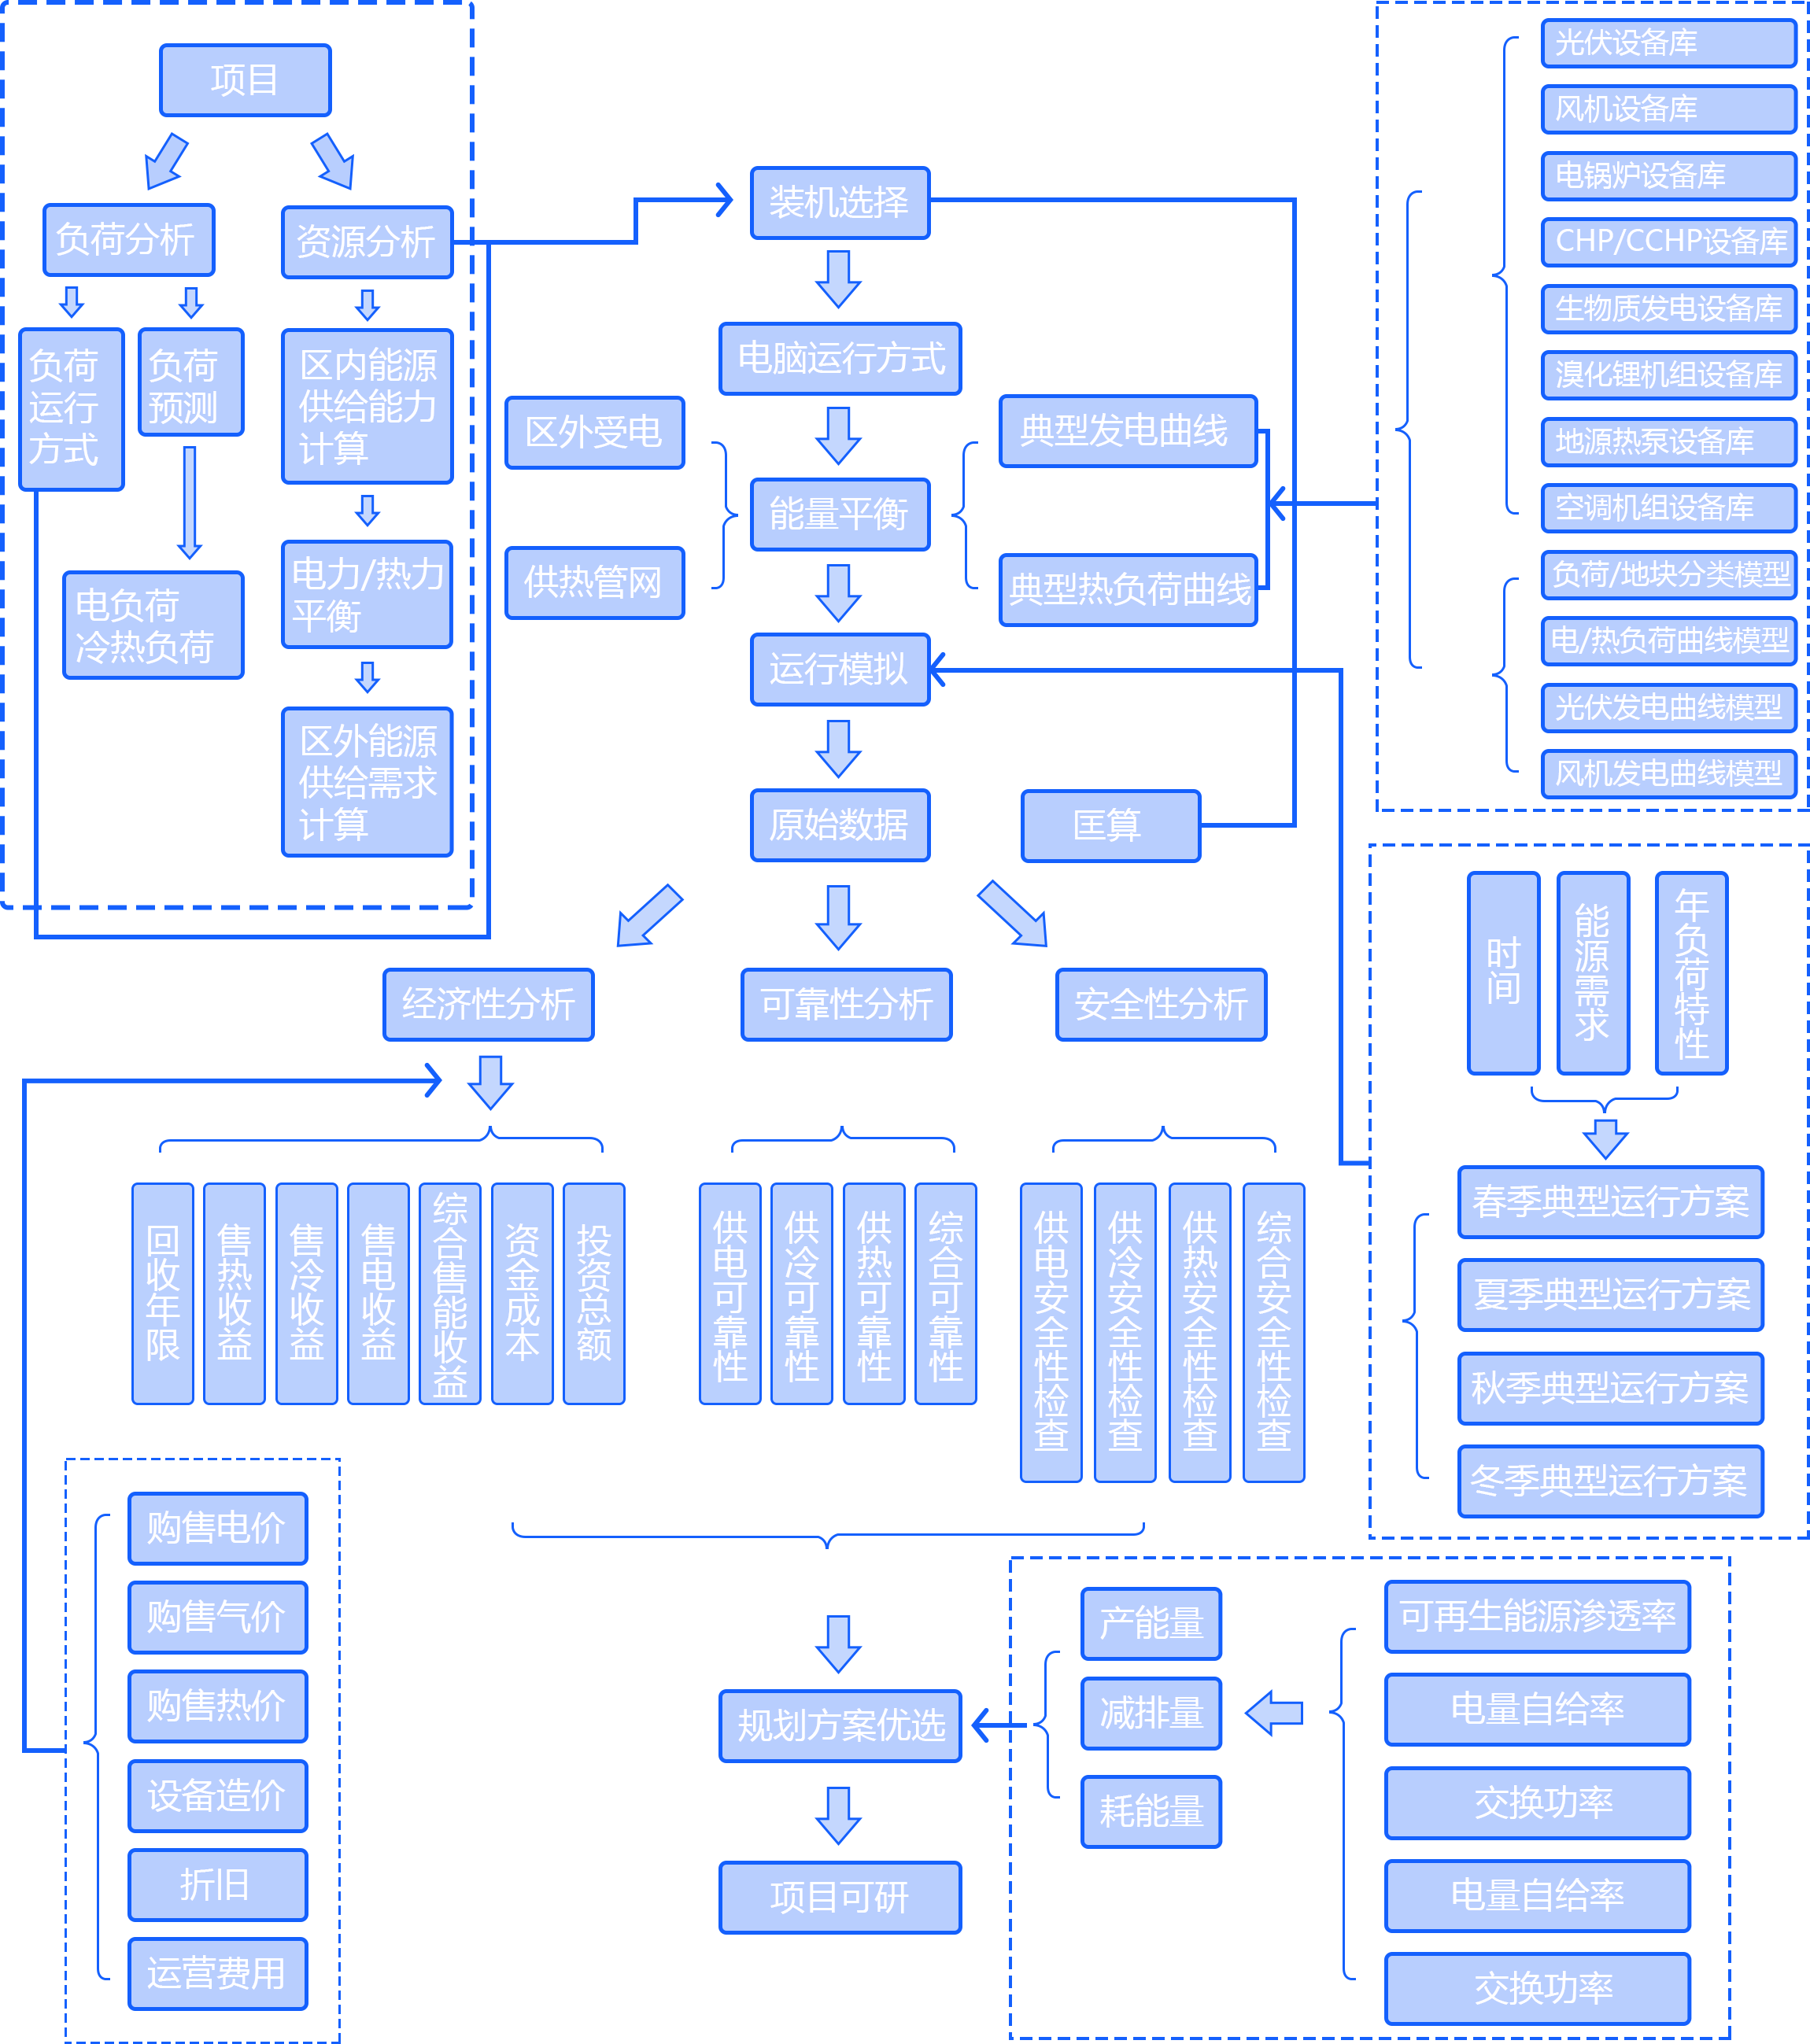 项目
负荷分析
资源分析
负荷
运行
方式
负荷
预测
区内能源
供给能力
计算
电负荷
冷热负荷
电力/热力
平衡
区外能源
供给需求
计算
装机选择
电脑运行方式
区外受电
供热管网
能量平衡
典型发电曲线
典型热负荷曲线
运行模拟
原始数据
匡算
光伏设备库
风机设备库
电锅炉设备库
CHP/CCHP设备库
生物质发电设备库
溴化锂机组设备库
地源热泵设备库
空调机组设备库
负荷/地块分类模型
电/热负荷曲线模型
光伏发电曲线模型
风机发电曲线模型
时间
能源需求
年负荷特性
春季典型运行方案
夏季典型运行方案
秋季典型运行方案
冬季典型运行方案
经济性分析
可靠性分析
安全性分析
回收年限
售热收益
售冷收益
售电收益
综合售能收益
资金成本
投资总额
供电可靠性
供冷可靠性
供热可靠性
综合可靠性
供电安全性检查
供冷安全性检查
供热安全性检查
综合安全性检查
购售电价
购售气价
购售热价
设备造价
折旧
运营费用
规划方案优选
项目可研
产能量
减排量
耗能量
可再生能源渗透率
电量自给率
交换功率
电量自给率
交换功率